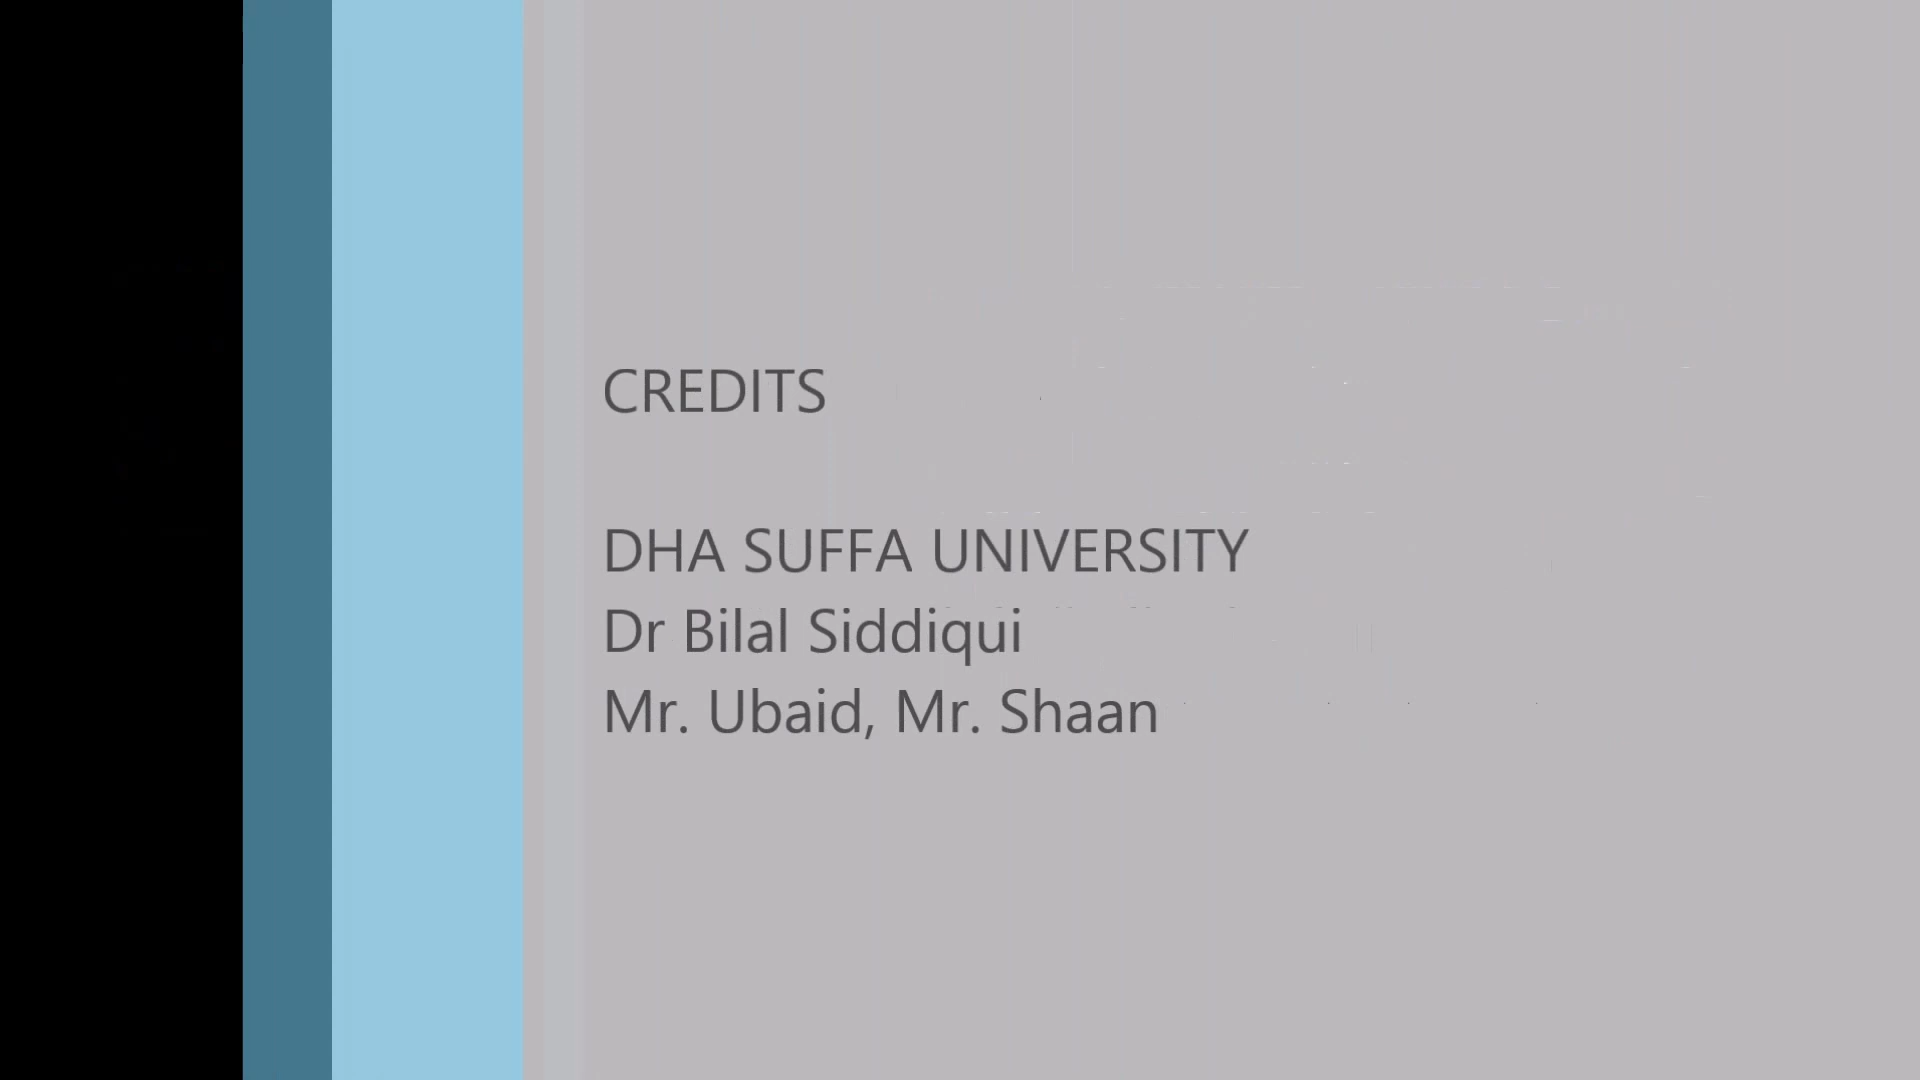 CREDITS
DHA SUFFA UNIVERSITY
Dr Bilal Siddiqui
Mr. Ubaid, Mr. Shaan